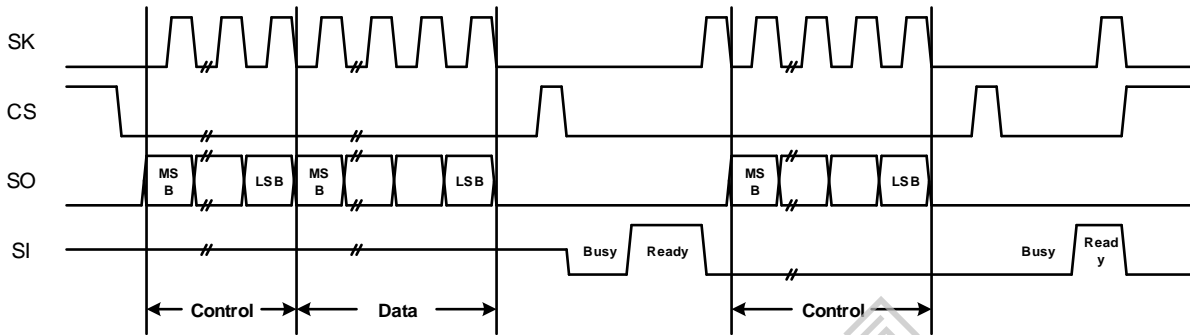 SK
CS
SO
MS
B
LSB
MS
B
LSB
MS
B
LSB
SI
Busy
Ready
Busy
Read
y
Control
Data
Control